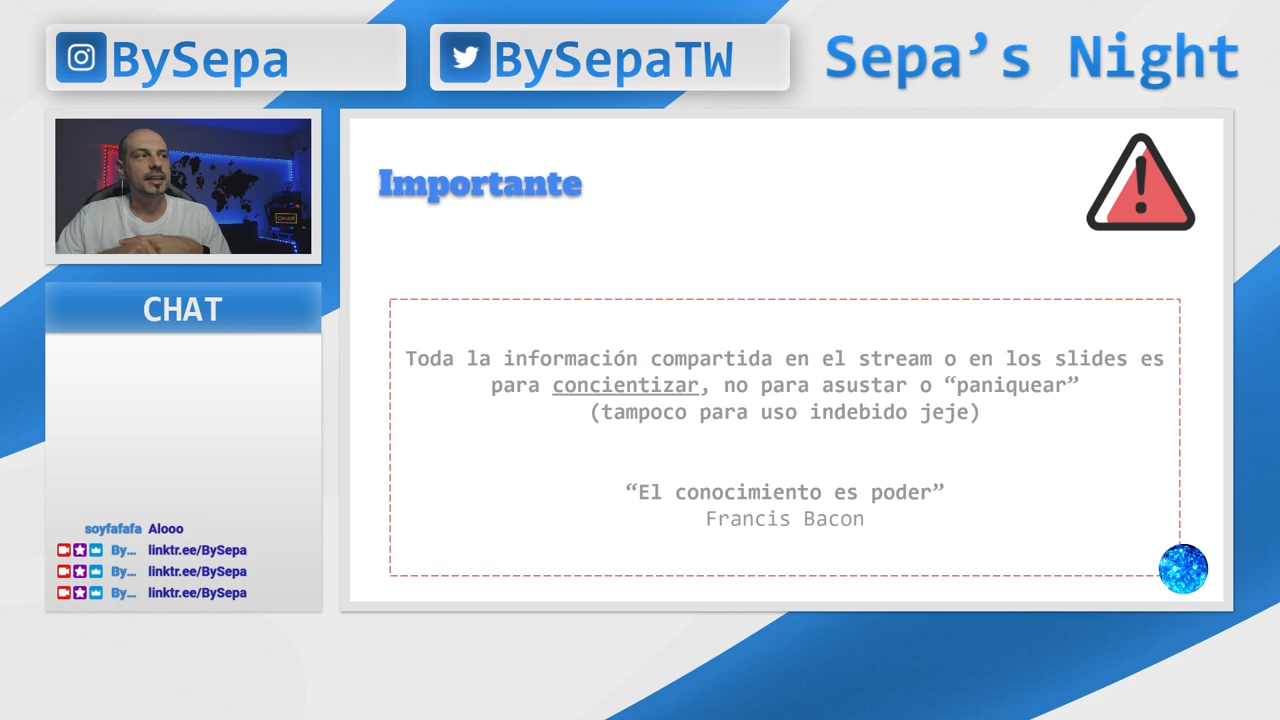 BySepa
BySepaTW
Sepa’s Night
ON AIR
CHAT
soyfafafa Alooo
By... linktr.ee/BySepa
By... linktr.ee/BySepa
By... linktr.ee/BySepa
Importante
Toda la información compartida en el stream o en los slides es
para concientizar, no para asustar o “paniquear”
(tampoco para uso indebido jeje)
“El conocimiento es poder”
Francis Bacon